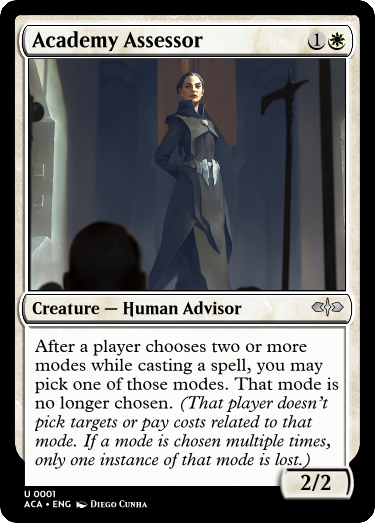 Academy Assessor 1
Creature — Human Advisor
After a player chooses two or more
modes while casting a spell, you may
pick one of those modes. That mode is
no longer chosen. (That player doesn't
pick targets or pay costs related to that
mode. If a mode is chosen multiple times,
only one instance of that mode is lost.)
2/2
U 0001
ACA • ENG Diego Cunha